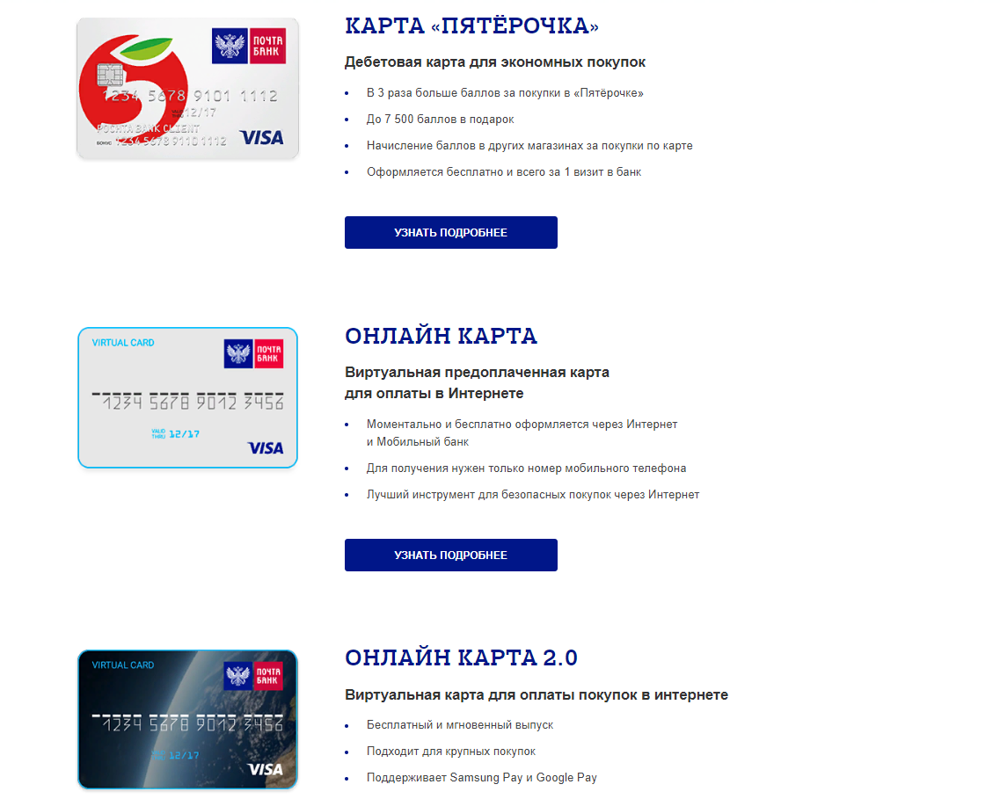 КАРТА «ПЯТЁРОЧКА»
Дебетовая карта для экономных покупок
В 3 раза больше баллов за покупки в «Пятёрочке»
До 7 500 баллов в подарок
Начисление баллов в других магазинах за покупки по карте
Оформляется бесплатно и всего за 1 визит в банк
УЗНАТЬ ПОДРОБНЕЕ
ПОЧТА
БАНК
1234 5678 9101 1112
12/17
POCHTA BANK CLIENT
БОНУС 1234 5678 9110 1112
VISA
ОНЛАЙН КАРТА
Виртуальная предоплаченная карта
для оплаты в Интернете
Моментально и бесплатно оформляется через Интернет
и Мобильный банк
Для получения нужен только номер мобильного телефона
Лучший инструмент для безопасных покупок через Интернет
УЗНАТЬ ПОДРОБНЕЕ
VIRTUAL CARD
ПОЧТА
БАНК
1234 5678 9012 3456
VALID
THRU 12/17
VISA
ОНЛАЙН КАРТА 2.0
Виртуальная карта для оплаты покупок в интернете
Бесплатный и мгновенный выпуск
Подходит для крупных покупок
Поддерживает Samsung Pay и Google Pay
VIRTUAL CARD
ПОЧТА
БАНК
1234 5678 9012 3456
12/17
VISA